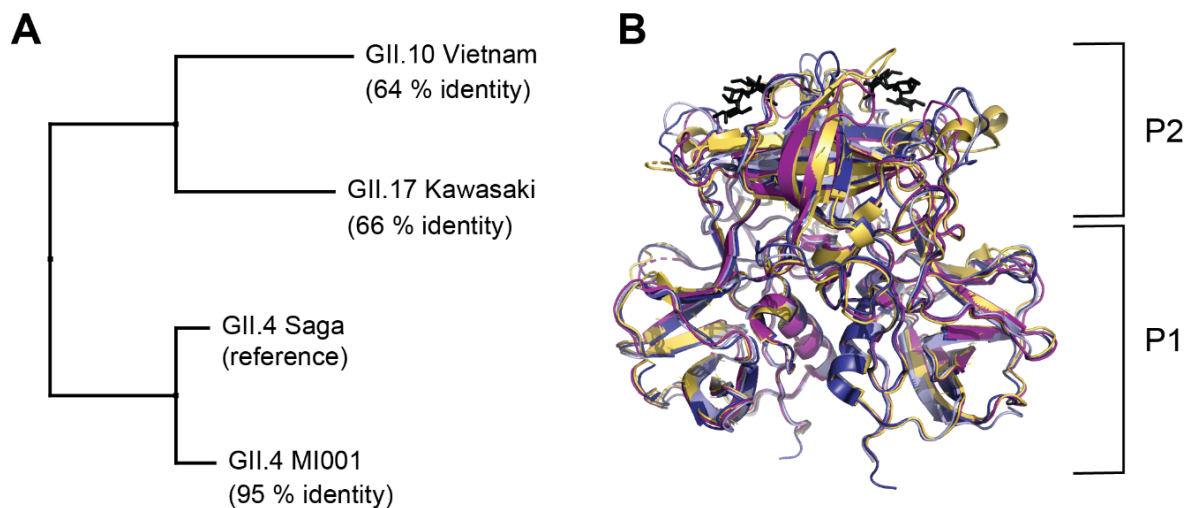 A
GII.10 Vietnam
(64 % identity)
GII.17 Kawasaki
(66 % identity)
GII.4 Saga
(reference)
GII.4 MI001
(95 % identity)
B
P2
P1